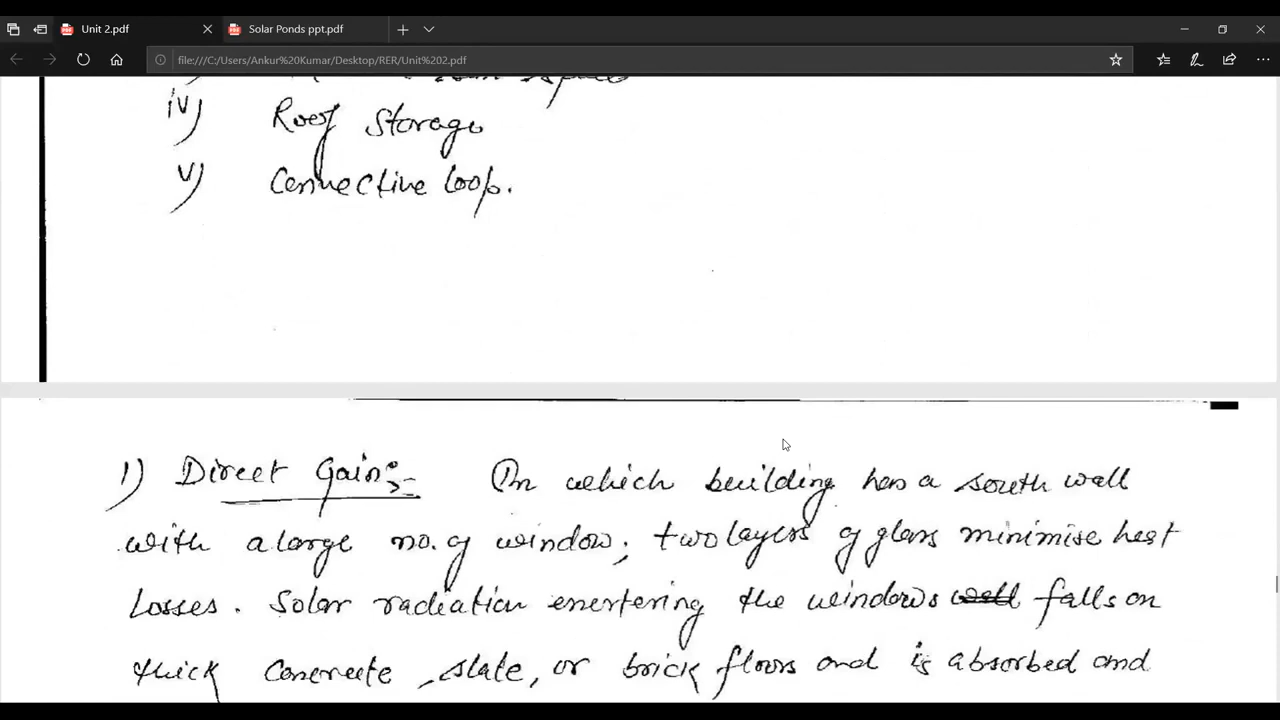 Unit 2.pdf
Solar Ponds ppt.pdf
file:///C:/Users/Ankur%20Kumar/Desktop/RER/Unit%202.pdf
iv) Roof Storage
v) Connective loop.
1) Direct Gain:- In which building has a south wall
with a large no. of window; two layers of glass minimise heat
losses. Solar radiation enertering the windows falls on
thick concreete, slate, or brick floors and is absorbed and